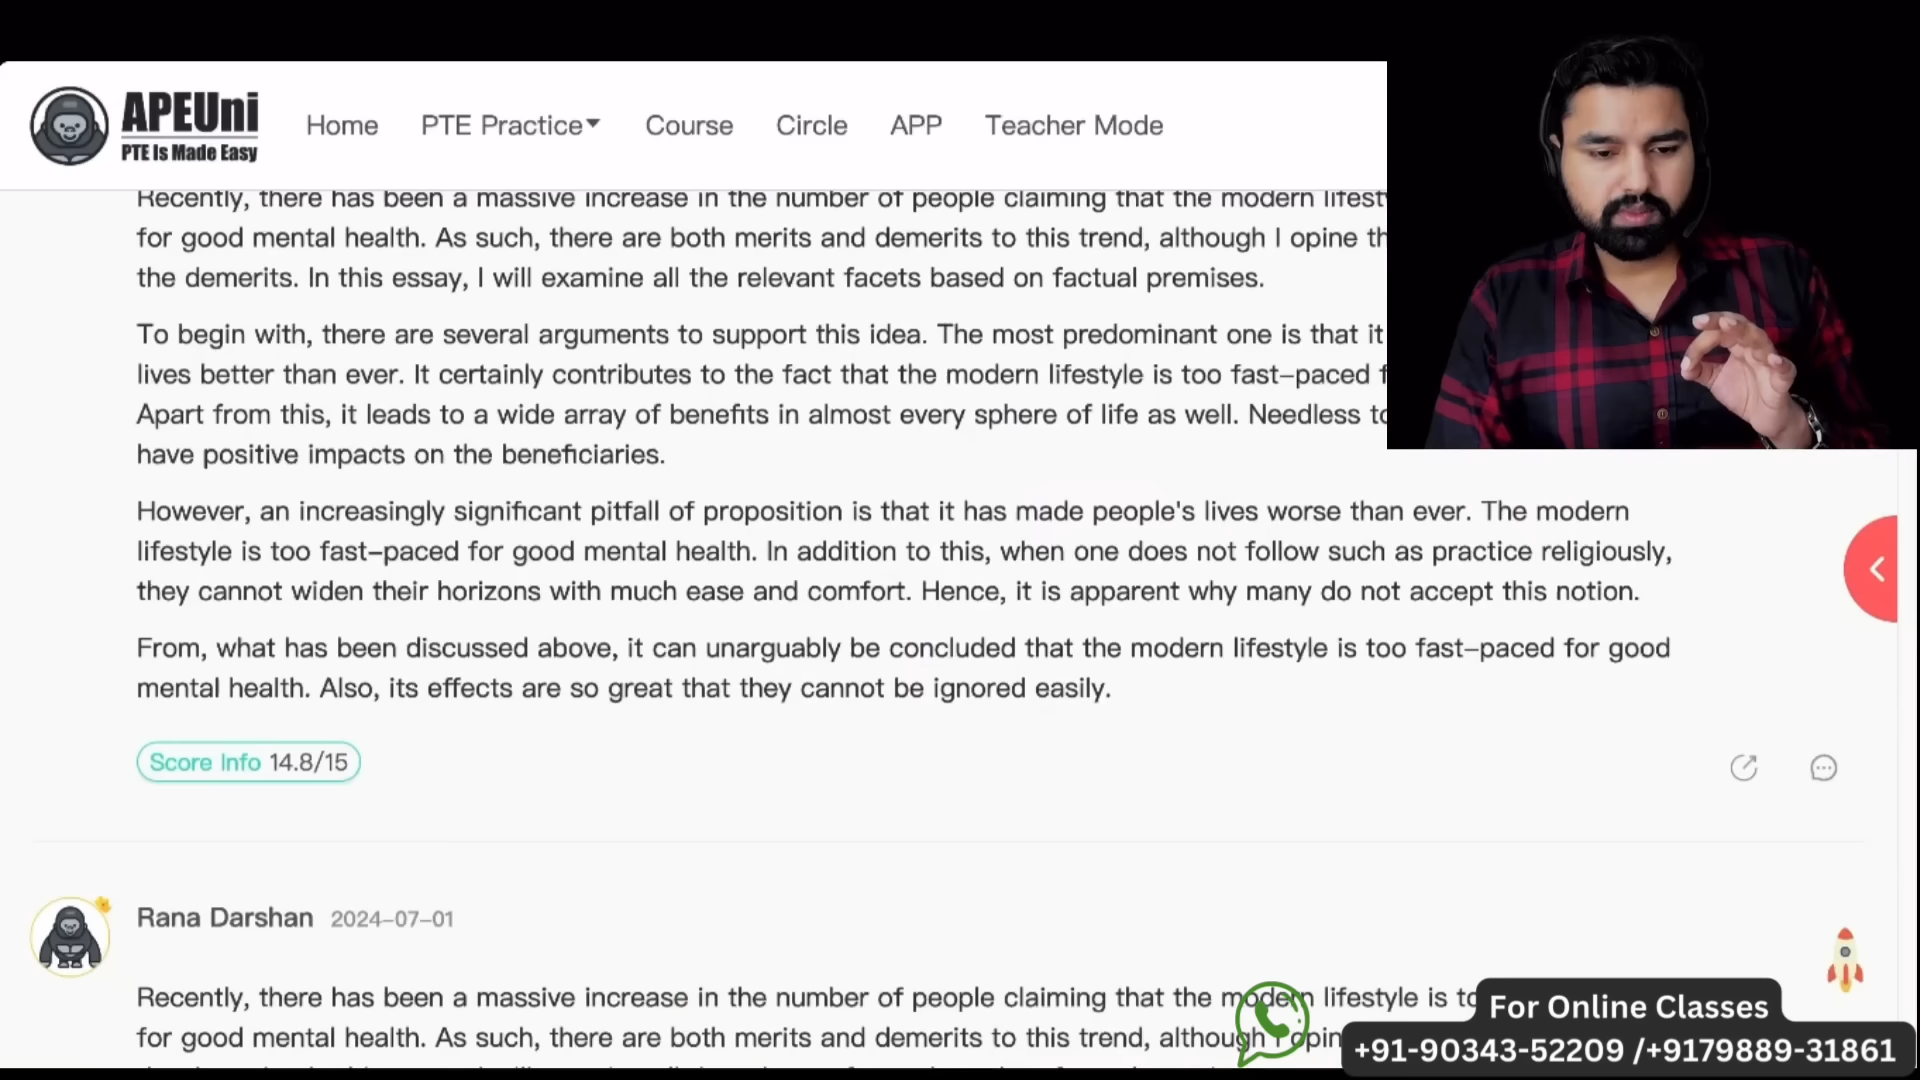 APEUni
PTE Is Made Easy
Home PTE Practice Course Circle APP Teacher Mode
Recently, there has been a massive increase in the number of people claiming that the modern
for good mental health. As such, there are both merits and demerits to this trend, although I opine
the demerits. In this essay, I will examine all the relevant facets based on factual premises.
To begin with, there are several arguments to support this idea. The most predominant one is that it
lives better than ever. It certainly contributes to the fact that the modern lifestyle is too fast-paced
Apart from this, it leads to a wide array of benefits in almost every sphere of life as well. Needless
have positive impacts on the beneficiaries.
However, an increasingly significant pitfall of proposition is that it has made people's lives worse than ever. The modern
lifestyle is too fast-paced for good mental health. In addition to this, when one does not follow such as practice religiously,
they cannot widen their horizons with much ease and comfort. Hence, it is apparent why many do not accept this notion.
From, what has been discussed above, it can unarguably be concluded that the modern lifestyle is too fast-paced for good
mental health. Also, its effects are so great that they cannot be ignored easily.
Score Info 14.8/15
Rana Darshan 2024-07-01
Recently, there has been a massive increase in the number of people claiming that the modern lifestyle is
for good mental health. As such, there are both merits and demerits to this trend, although I
For Online Classes
+91-90343-52209 /+9179889-31861